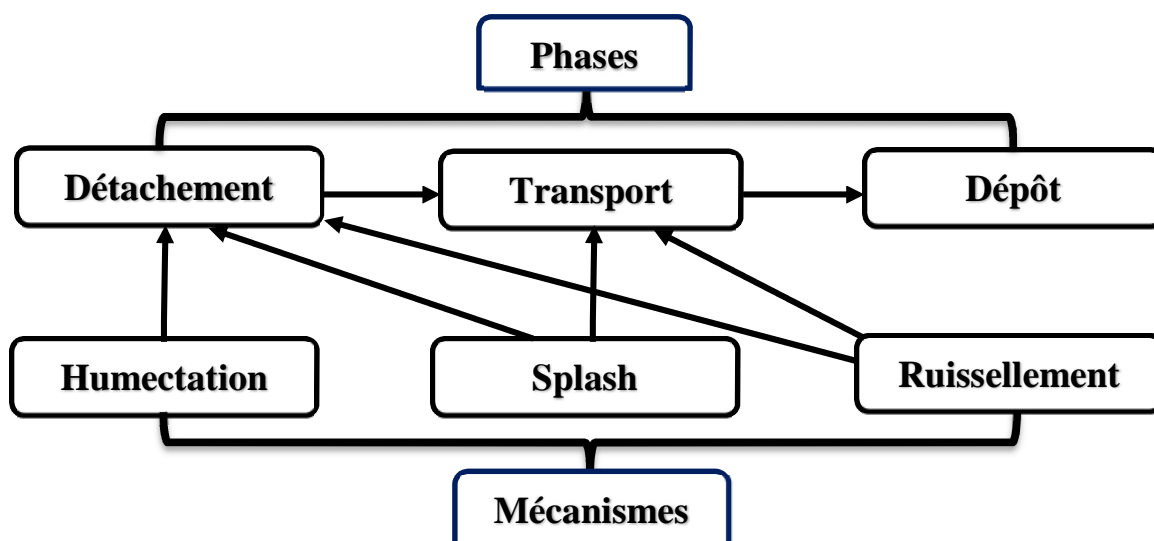 Phases
Détachement
Transport
Dépôt
Humectation
Splash
Ruissellement
Mécanismes